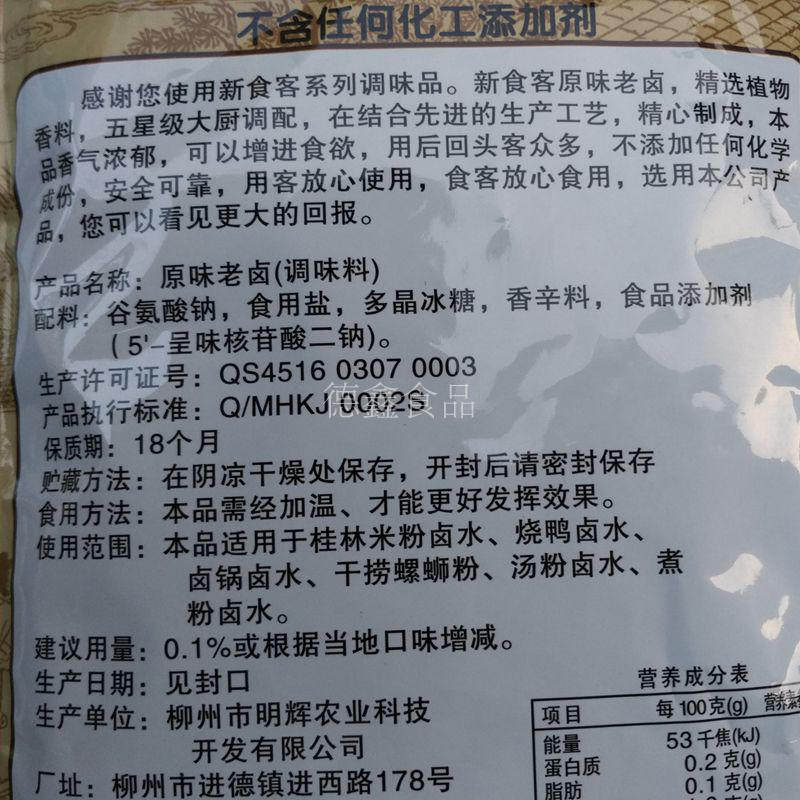 不含任何化工添加剂
感谢您使用新食客系列调味品。新食客原味老卤，精选植物
香料，五星级大厨调配，在结合先进的生产工艺，精心制成，本
品香气浓郁，可以增进食欲，用后回头客众多，不添加任何化学
成份，安全可靠，用客放心使用，食客放心食用，选用本公司产
品，您可以看见更大的回报。
产品名称：原味老卤(调味料)
配料：谷氨酸钠，食用盐，多晶冰糖，香辛料，食品添加剂
(5'-呈味核苷酸二钠)。
生产许可证号：QS4516 0307 0003
产品执行标准：Q/MHKJ 0002S
德鑫食品
保质期：18个月
贮藏方法：在阴凉干燥处保存，开封后请密封保存
食用方法：本品需经加温、才能更好发挥效果。
使用范围：本品适用于桂林米粉卤水、烧鸭卤水、
卤锅卤水、干捞螺蛳粉、汤粉卤水、煮
粉卤水。
建议用量：0.1%或根据当地口味增减。
生产日期：见封口
生产单位：柳州市明辉农业科技
开发有限公司
厂址：柳州市进德镇进西路178号
营养成分表
项目 每100克(g) 营养素
能量 53千焦(kJ)
蛋白质 0.2克(g)
脂肪 0.1克(g)